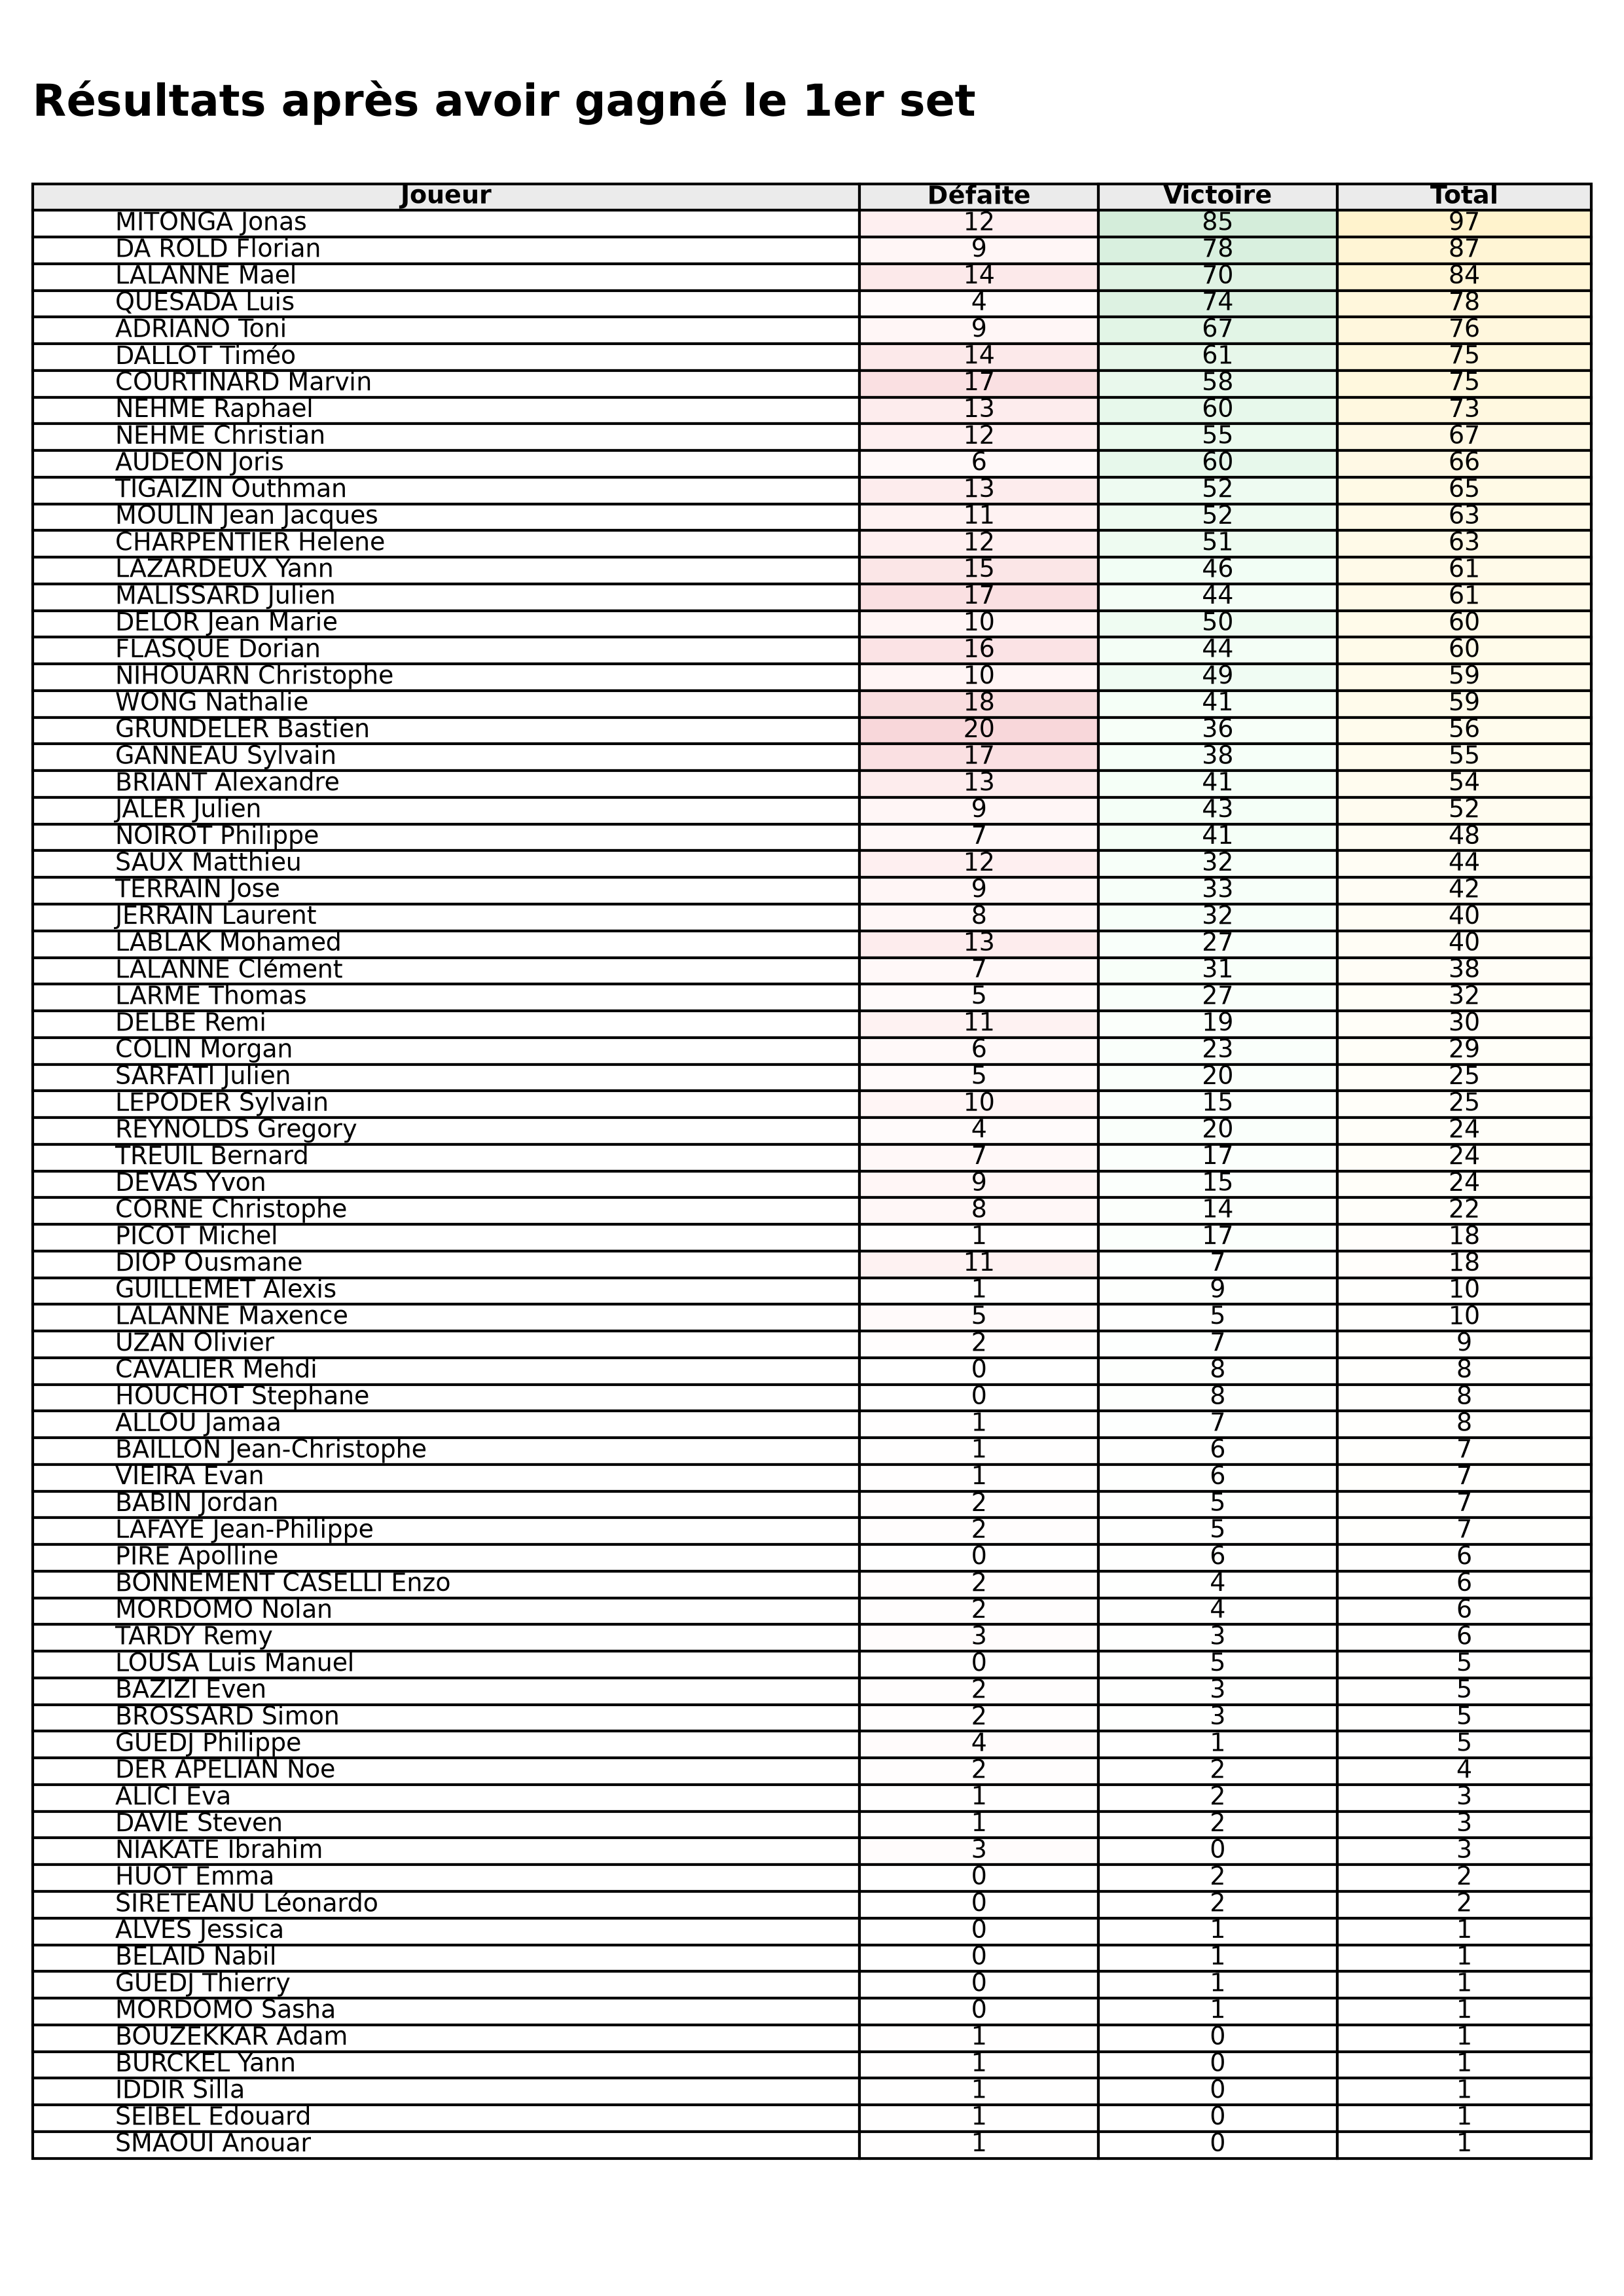 Résultats après avoir gagné le 1er set
Joueur Défaite Victoire Total
MITONGA Jonas 12 85 97
DA ROLD Florian 9 78 87
LALANNE Mael 14 70 84
QUESADA Luis 4 74 78
ADRIANO Toni 9 67 76
DALLOT Timéo 14 61 75
COURTINARD Marvin 17 58 75
NEHME Raphael 13 60 73
NEHME Christian 12 55 67
AUDEON Joris 6 60 66
TIGAIZIN Outhman 13 52 65
MOULIN Jean Jacques 11 52 63
CHARPENTIER Helene 12 51 63
LAZARDEUX Yann 15 46 61
MALISSARD Julien 17 44 61
DELOR Jean Marie 10 50 60
FLASQUE Dorian 16 44 60
NIHOUARN Christophe 10 49 59
WONG Nathalie 18 41 59
GRUNDELER Bastien 20 36 56
GANNEAU Sylvain 17 38 55
BRIANT Alexandre 13 41 54
JALER Julien 9 43 52
NOIROT Philippe 7 41 48
SAUX Matthieu 12 32 44
TERRAIN Jose 9 33 42
JERRAIN Laurent 8 32 40
LABLAK Mohamed 13 27 40
LALANNE Clément 7 31 38
LARME Thomas 5 27 32
DELBE Remi 11 19 30
COLIN Morgan 6 23 29
SARFATI Julien 5 20 25
LEPODER Sylvain 10 15 25
REYNOLDS Gregory 4 20 24
TREUIL Bernard 7 17 24
DEVAS Yvon 9 15 24
CORNE Christophe 8 14 22
PICOT Michel 1 17 18
DIOP Ousmane 11 7 18
GUILLEMET Alexis 1 9 10
LALANNE Maxence 5 5 10
UZAN Olivier 2 7 9
CAVALIER Mehdi 0 8 8
HOUCHOT Stephane 0 8 8
ALLOU Jamaa 1 7 8
BAILLON Jean-Christophe 1 6 7
VIEIRA Evan 1 6 7
BABIN Jordan 2 5 7
LAFAYE Jean-Philippe 2 5 7
PIRE Apolline 0 6 6
BONNEMENT CASELLI Enzo 2 4 6
MORDOMO Nolan 2 4 6
TARDY Remy 3 3 6
LOUSA Luis Manuel 0 5 5
BAZIZI Even 2 3 5
BROSSARD Simon 2 3 5
GUEDJ Philippe 4 1 5
DER APELIAN Noe 2 2 4
ALICI Eva 1 2 3
DAVIE Steven 1 2 3
NIAKATE Ibrahim 3 0 3
HUOT Emma 0 2 2
SIRETEANU Léonardo 0 2 2
ALVES Jessica 0 1 1
BELAID Nabil 0 1 1
GUEDJ Thierry 0 1 1
MORDOMO Sasha 0 1 1
BOUZEKKAR Adam 1 0 1
BURCKEL Yann 1 0 1
IDDIR Silla 1 0 1
SEIBEL Edouard 1 0 1
SMAOUI Anouar 1 0 1